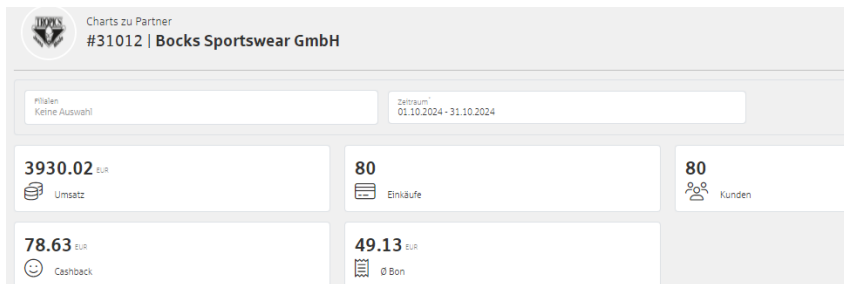 TROPICS
Charts zu Partner
#31012 | Bocks Sportswear GmbH
Filialen
Keine Auswahl
Zeitraum*
01.10.2024 - 31.10.2024
3930.02 EUR
Umsatz
80
Einkäufe
80
Kunden
78.63 EUR
Cashback
49.13 EUR
Ø Bon